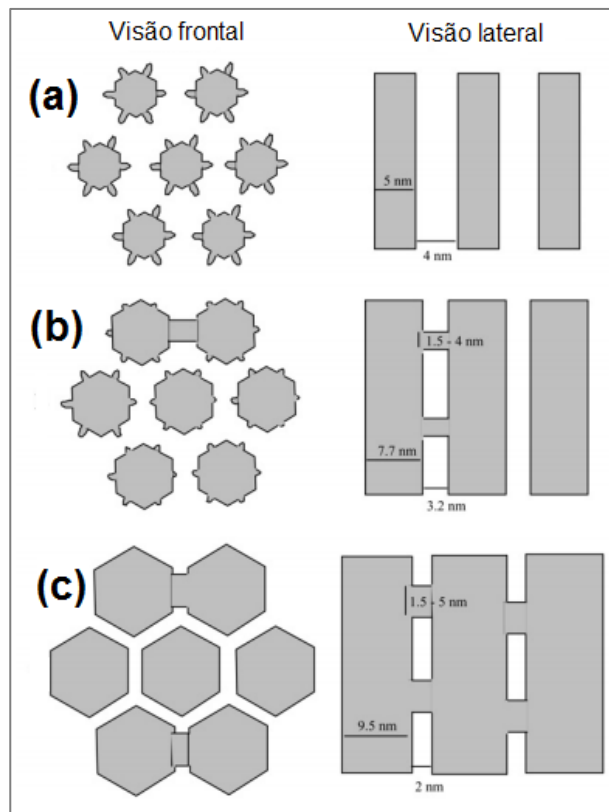 Visão frontal
Visão lateral
(a)
5 nm
4 nm
(b)
1.5 - 4 nm
7.7 nm
3.2 nm
(c)
1.5 - 5 nm
9.5 nm
2 nm